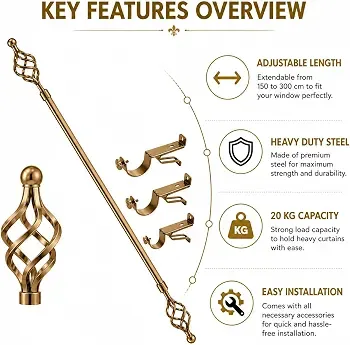 KEY FEATURES OVERVIEW
ADJUSTABLE LENGTH
Extendable from
150 to 300 cm to fit
your window perfectly.
HEAVY DUTY STEEL
Made of premium
steel for maximum
strength and durability.
KG
20 KG CAPACITY
Strong load capacity
to hold heavy curtains
with ease.
EASY INSTALLATION
Comes with all
necessary accessories
for quick and hassle-
free installation.